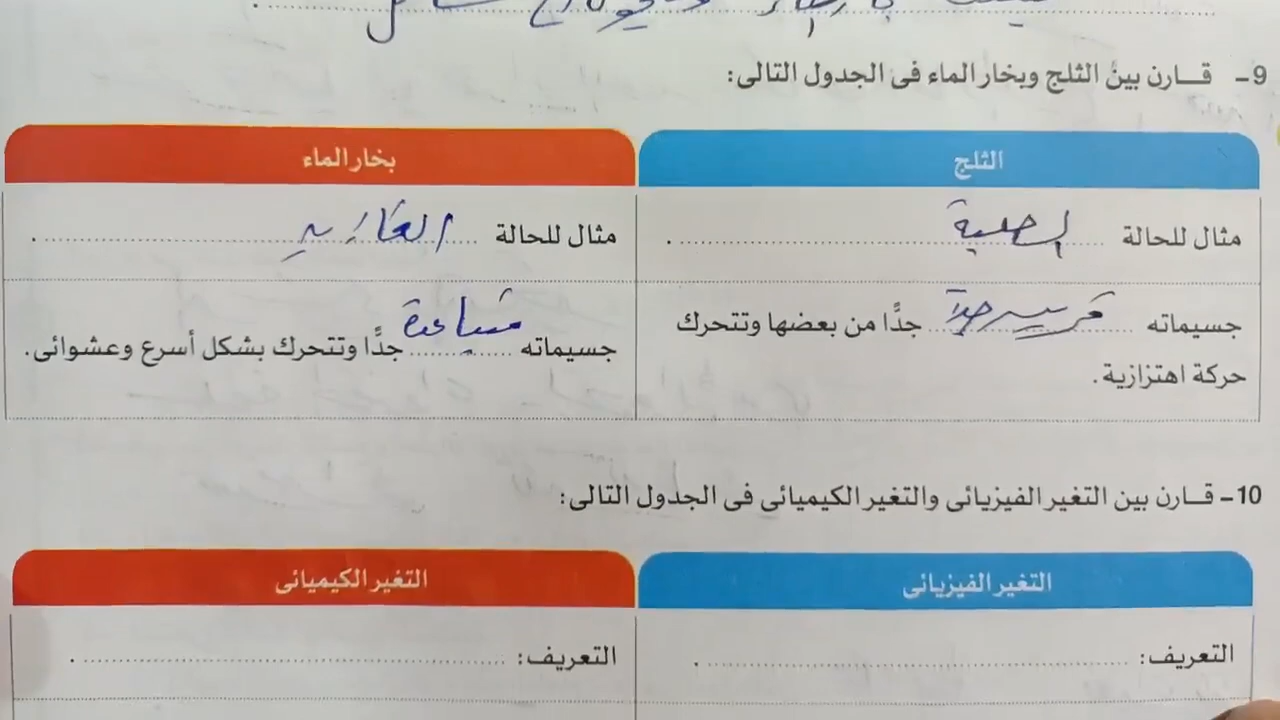 9- قارن بين الثلج وبخار الماء فى الجدول التالى:
الثلج
بخار الماء
مثال للحالة الصلبة
مثال للحالة الغازية .
جسيماته قريبة جدًا جدًّا من بعضها وتتحرك
حركة اهتزازية.
جسيماته متباعدة جدًّا وتتحرك بشكل أسرع وعشوائى.
10- قارن بين التغير الفيزيائى والتغير الكيميائى فى الجدول التالى:
التغير الفيزيائى
التغير الكيميائى
التعريف:
التعريف: